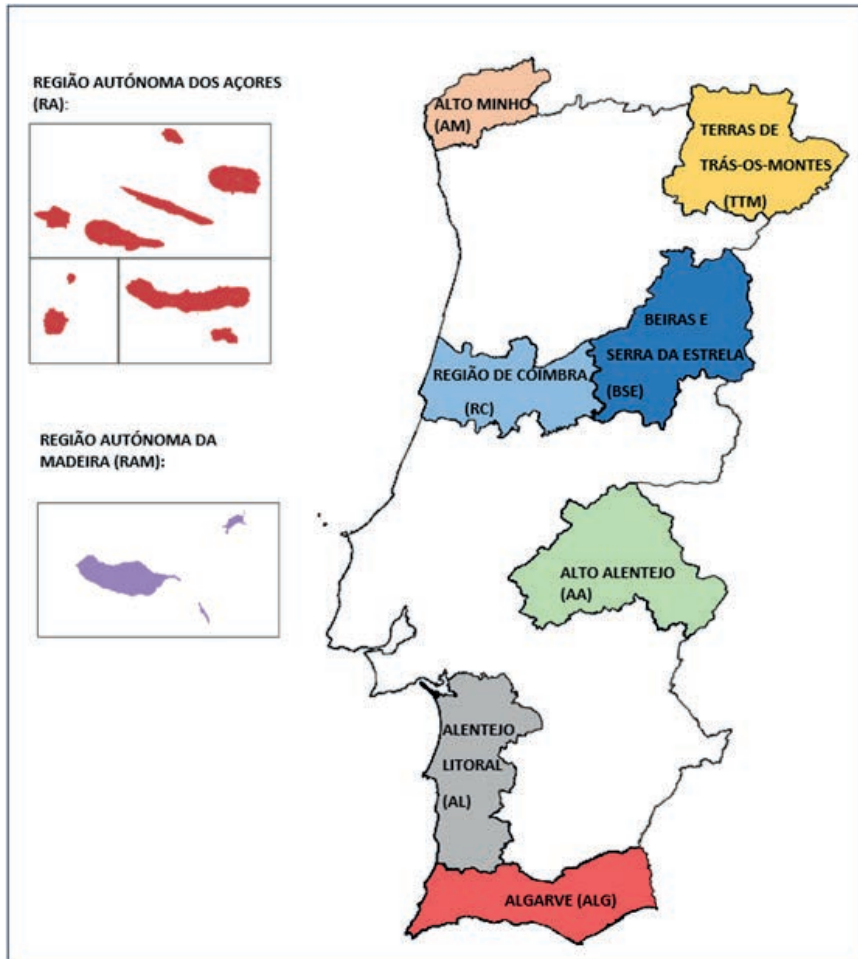 REGIÃO AUTÓNOMA DOS AÇORES
(RA):
ALTO MINHO
(AM)
TERRAS DE
TRÁS-OS-MONTES
(TTM)
BEIRAS E
SERRA DA ESTRELA
(BSE)
REGIÃO DE COIMBRA
(RC)
REGIÃO AUTÓNOMA DA
MADEIRA (RAM):
ALTO ALENTEJO
(AA)
ALENTEJO
LITORAL
(AL)
ALGARVE (ALG)